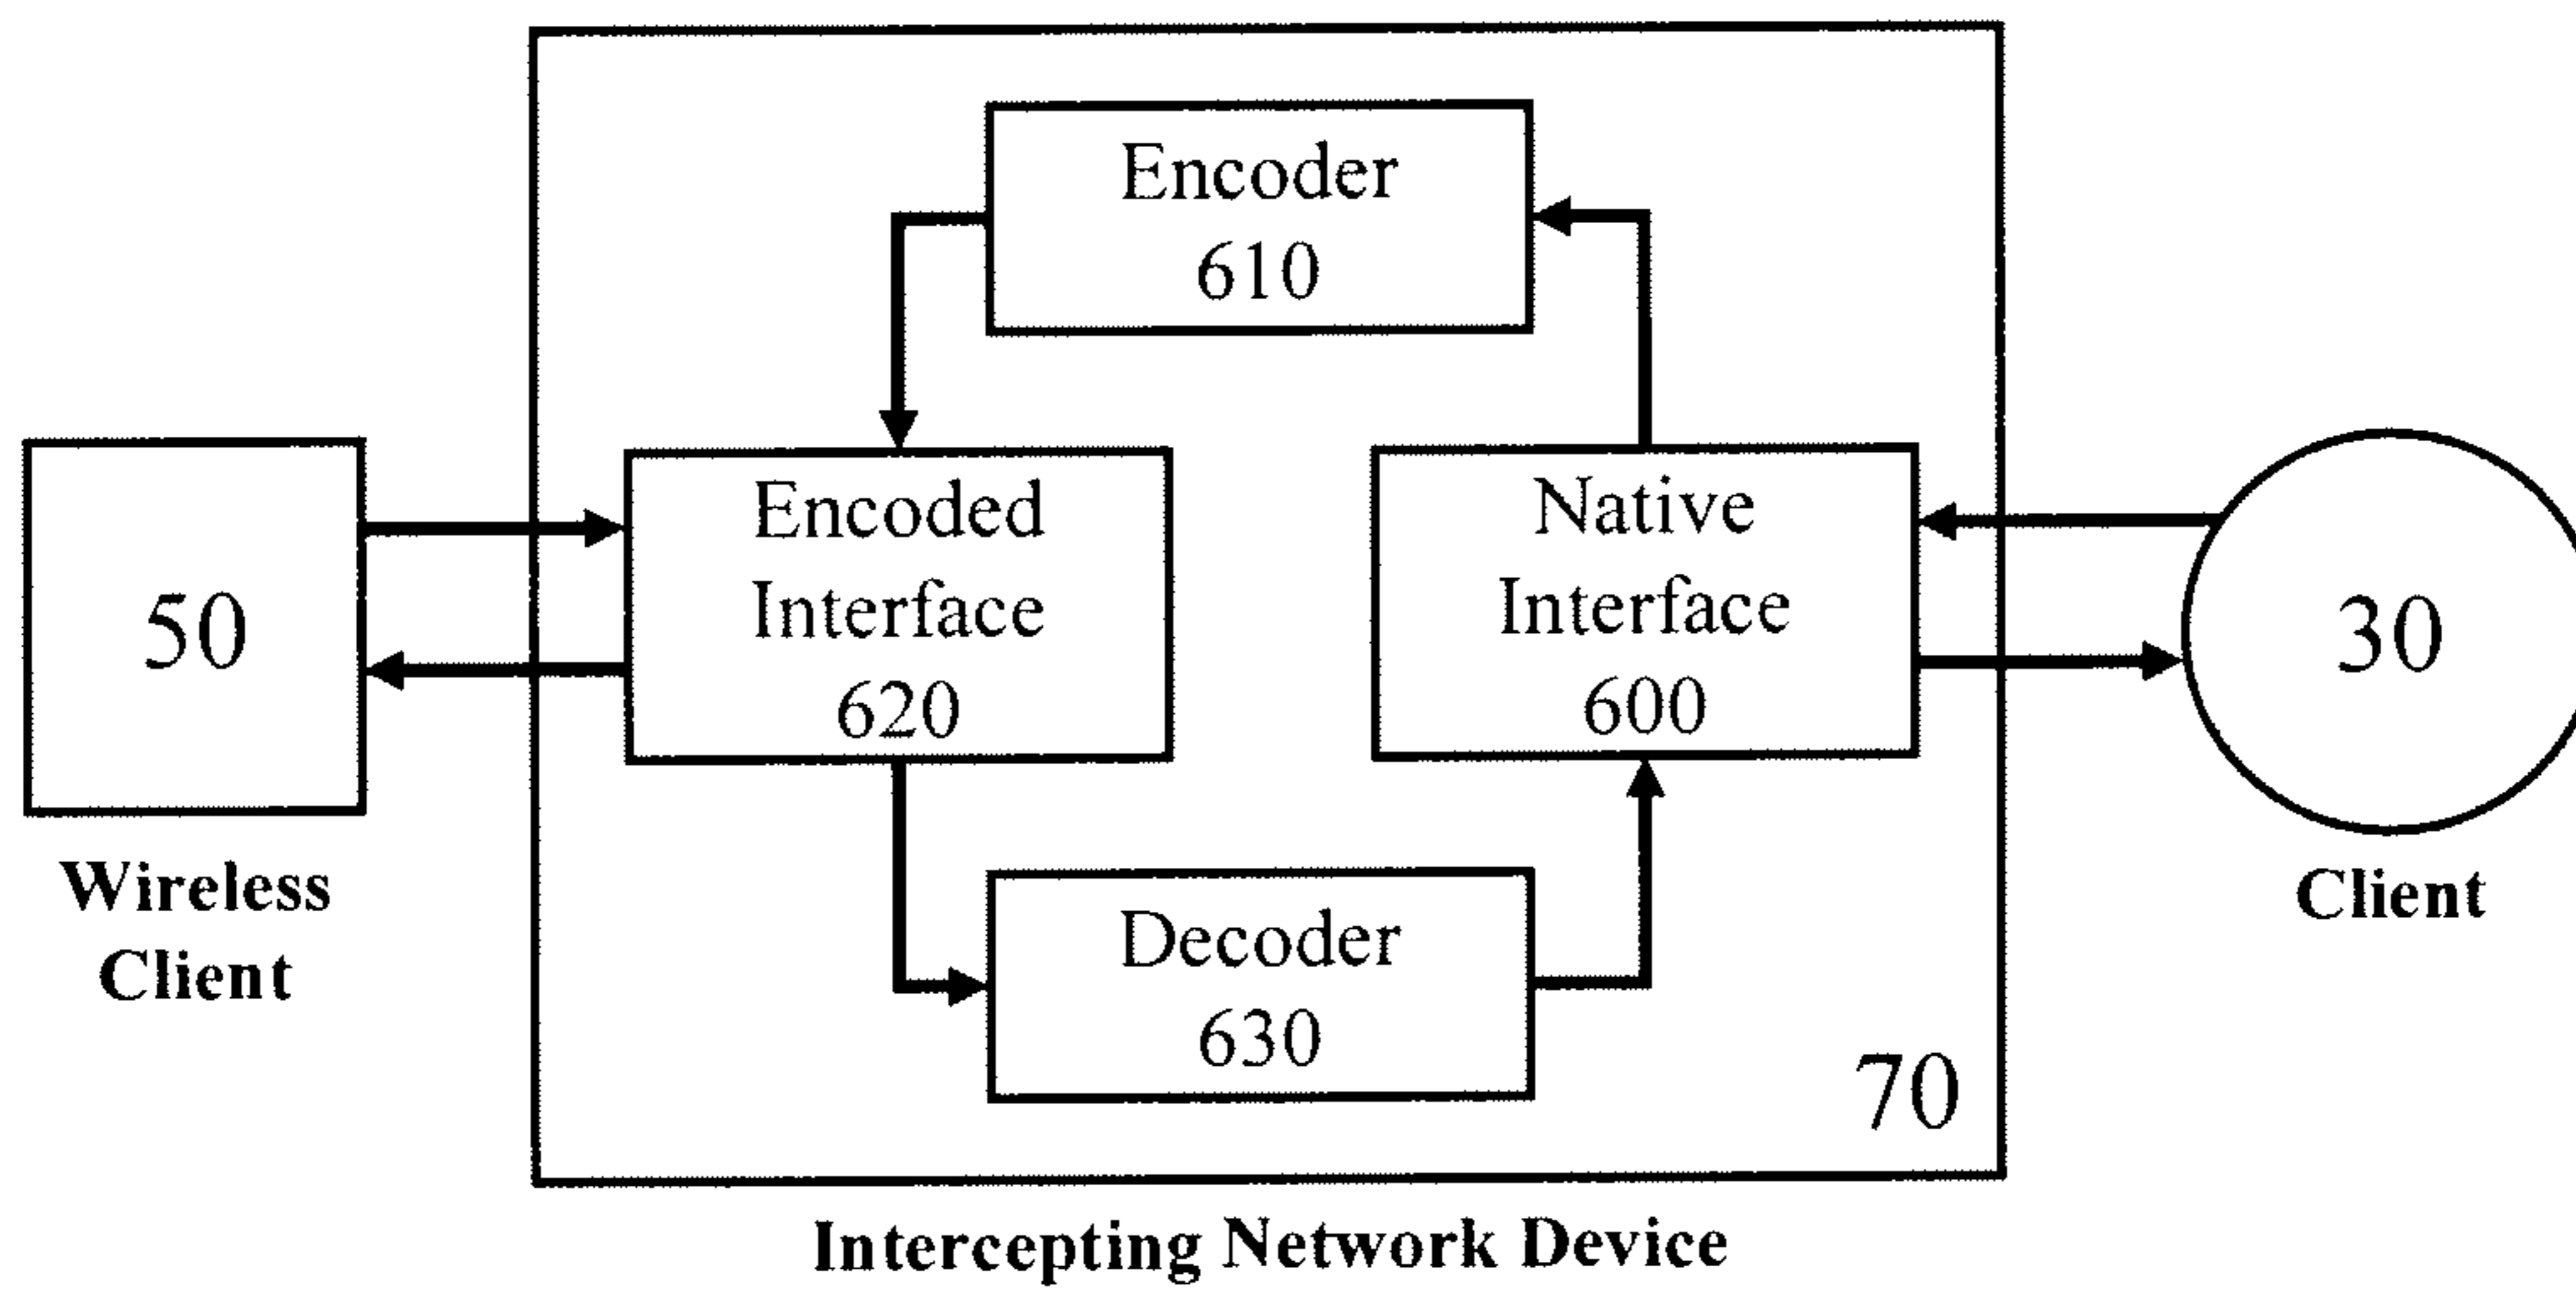 Encoder
610
Encoded
Interface
620
Native
Interface
600
50
30
Wireless
Client
Client
Decoder
630
70
Intercepting Network Device